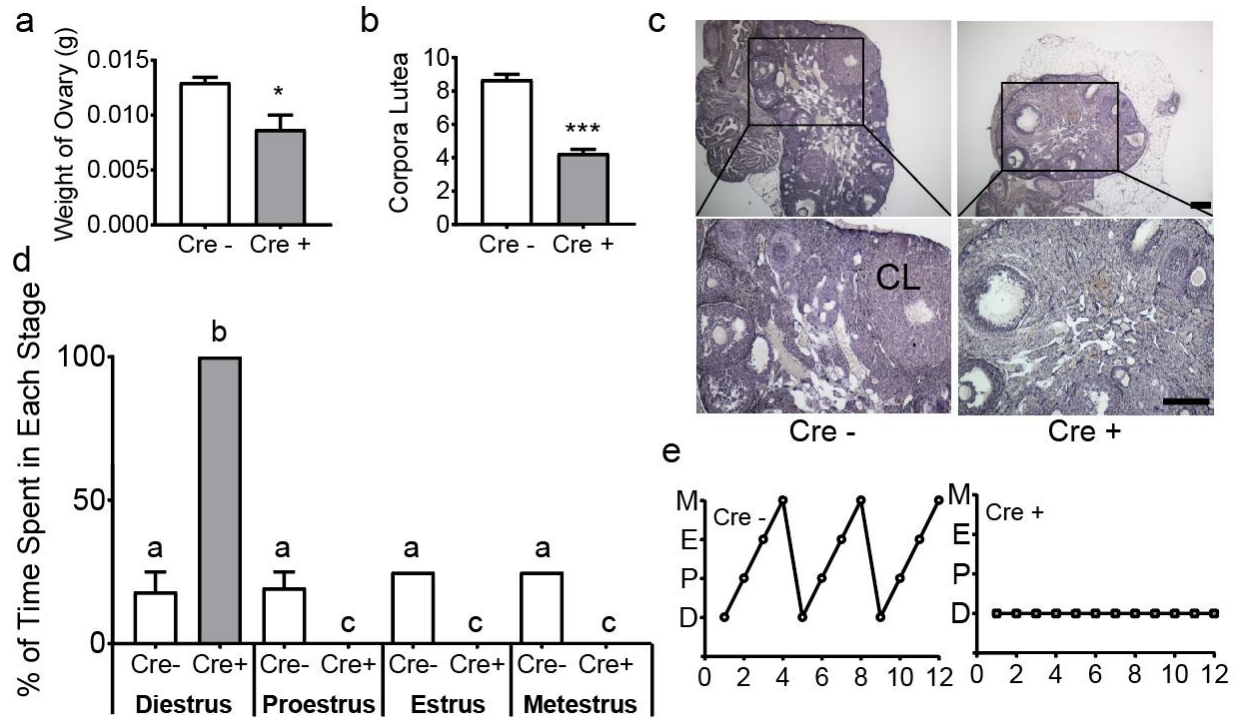 a
Weight of Ovary (g)
0.015
0.010
0.005
0.000
*
Cre - Cre +
b
Corpora Lutea
10
8
6
4
2
0
***
Cre - Cre +
c
CL
Cre - Cre +
d
% of Time Spent in Each Stage
100
50
0
a b a c a c a c
Cre- Cre+ Cre- Cre+ Cre- Cre+ Cre- Cre+
Diestrus Proestrus Estrus Metestrus
e
M
E
P
D
Cre -
0 2 4 6 8 10 12
M
E
P
D
Cre +
0 2 4 6 8 10 12